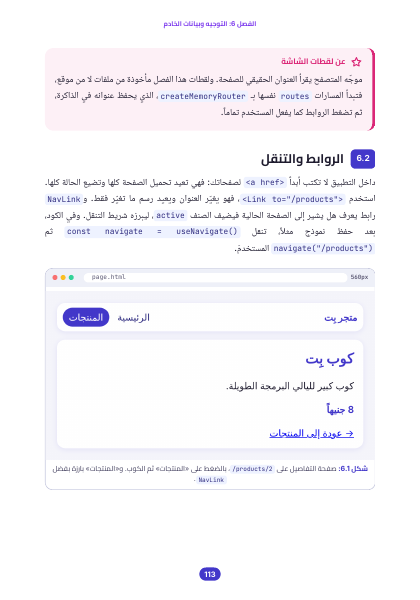 الفصل 6: التوجيه وبيانات الخادم
عن لقطات الشاشة
موجّه المتصفح يقرأ العنوان الحقيقي للصفحة. ولقطات هذا الفصل مأخوذة من ملفات لا من موقع،
فتبدأ المسارات routes نفسها بـ createMemoryRouter، الذي يحفظ عنوانه في الذاكرة،
ثم تضغط الروابط كما يفعل المستخدم تماماً.
6.2 الروابط والتنقل
داخل التطبيق لا تكتب أبداً <a href> لصفحاتك: فهي تعيد تحميل الصفحة كلها وتضيع الحالة كلها.
استخدم <Link to="/products">، فهو يغيّر العنوان ويعيد رسم ما تغيّر فقط. و NavLink
رابط يعرف هل يشير إلى الصفحة الحالية فيضيف الصنف active، ليبرزه شريط التنقل. وفي الكود،
بعد حفظ نموذج مثلاً، تنقل const navigate = useNavigate() ثم
navigate("/products") المستخدمَ.
page.html 560px
متجر بِت الرئيسية المنتجات
كوب بِت
كوب كبير لليالي البرمجة الطويلة.
8 جنيهاً
→ عودة إلى المنتجات
شكل 6.1: صفحة التفاصيل على /products/2، بالضغط على «المنتجات» ثم الكوب. و«المنتجات» بارزة بفضل
NavLink.
113